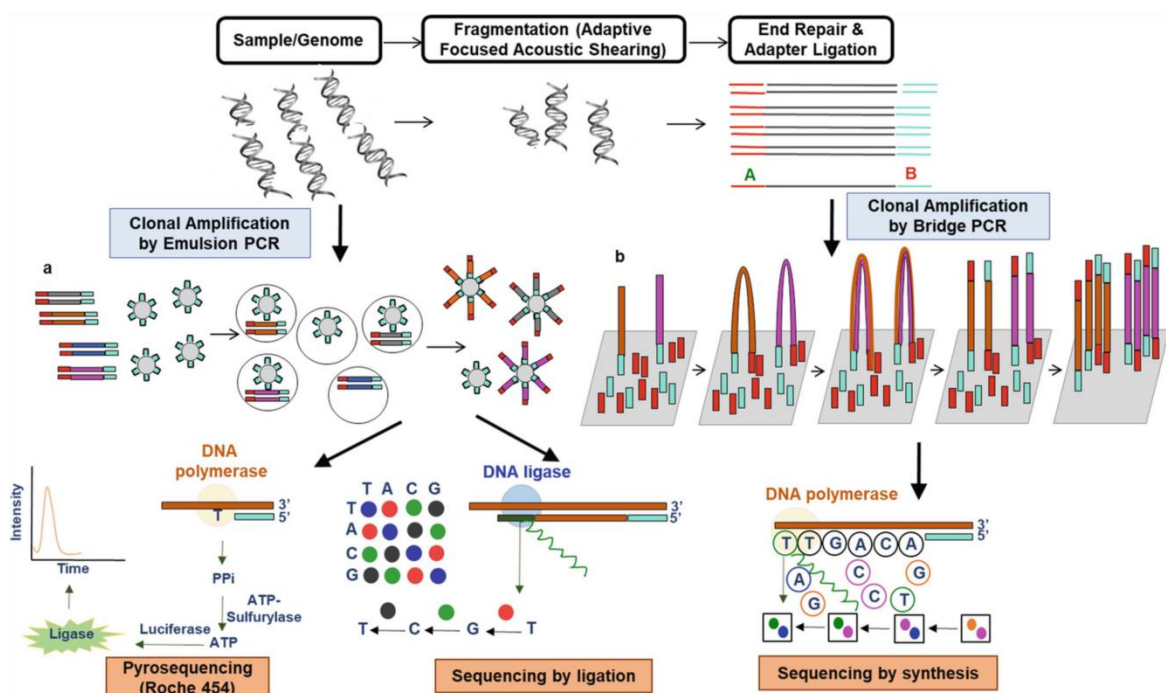 Sample/Genome
Fragmentation (Adaptive
Focused Acoustic Shearing)
End Repair &
Adapter Ligation
A
B
Clonal Amplification
by Emulsion PCR
Clonal Amplification
by Bridge PCR
a
b
DNA
polymerase
T
3’
5’
Intensity
Time
PPi
ATP-
Sulfurylase
Luciferase
ATP
Ligase
Pyrosequencing
(Roche 454)
T A C G
T
A
C
G
DNA ligase
3’
5’
T C G T
Sequencing by ligation
DNA polymerase
3’
5’
T T G A C A
A C G
G C T
Sequencing by synthesis